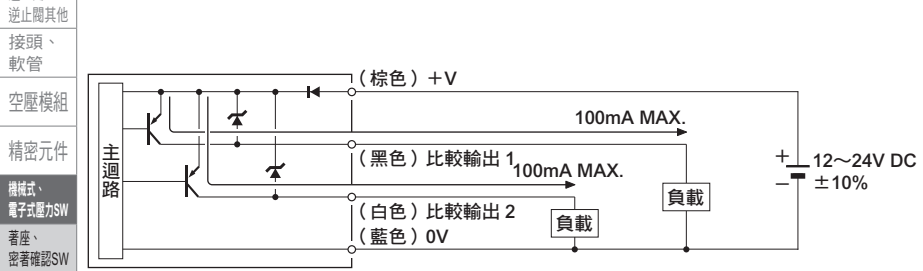 逆止閥其他
接頭、
軟管
空壓模組
精密元件
機械式、
電子式壓力SW
著座、
密著確認SW
主迴路
（棕色）＋V
100mA MAX.
（黑色）比較輸出 1
100mA MAX.
（白色）比較輸出 2
（藍色）0V
負載
負載
＋
－
12～24V DC
±10%